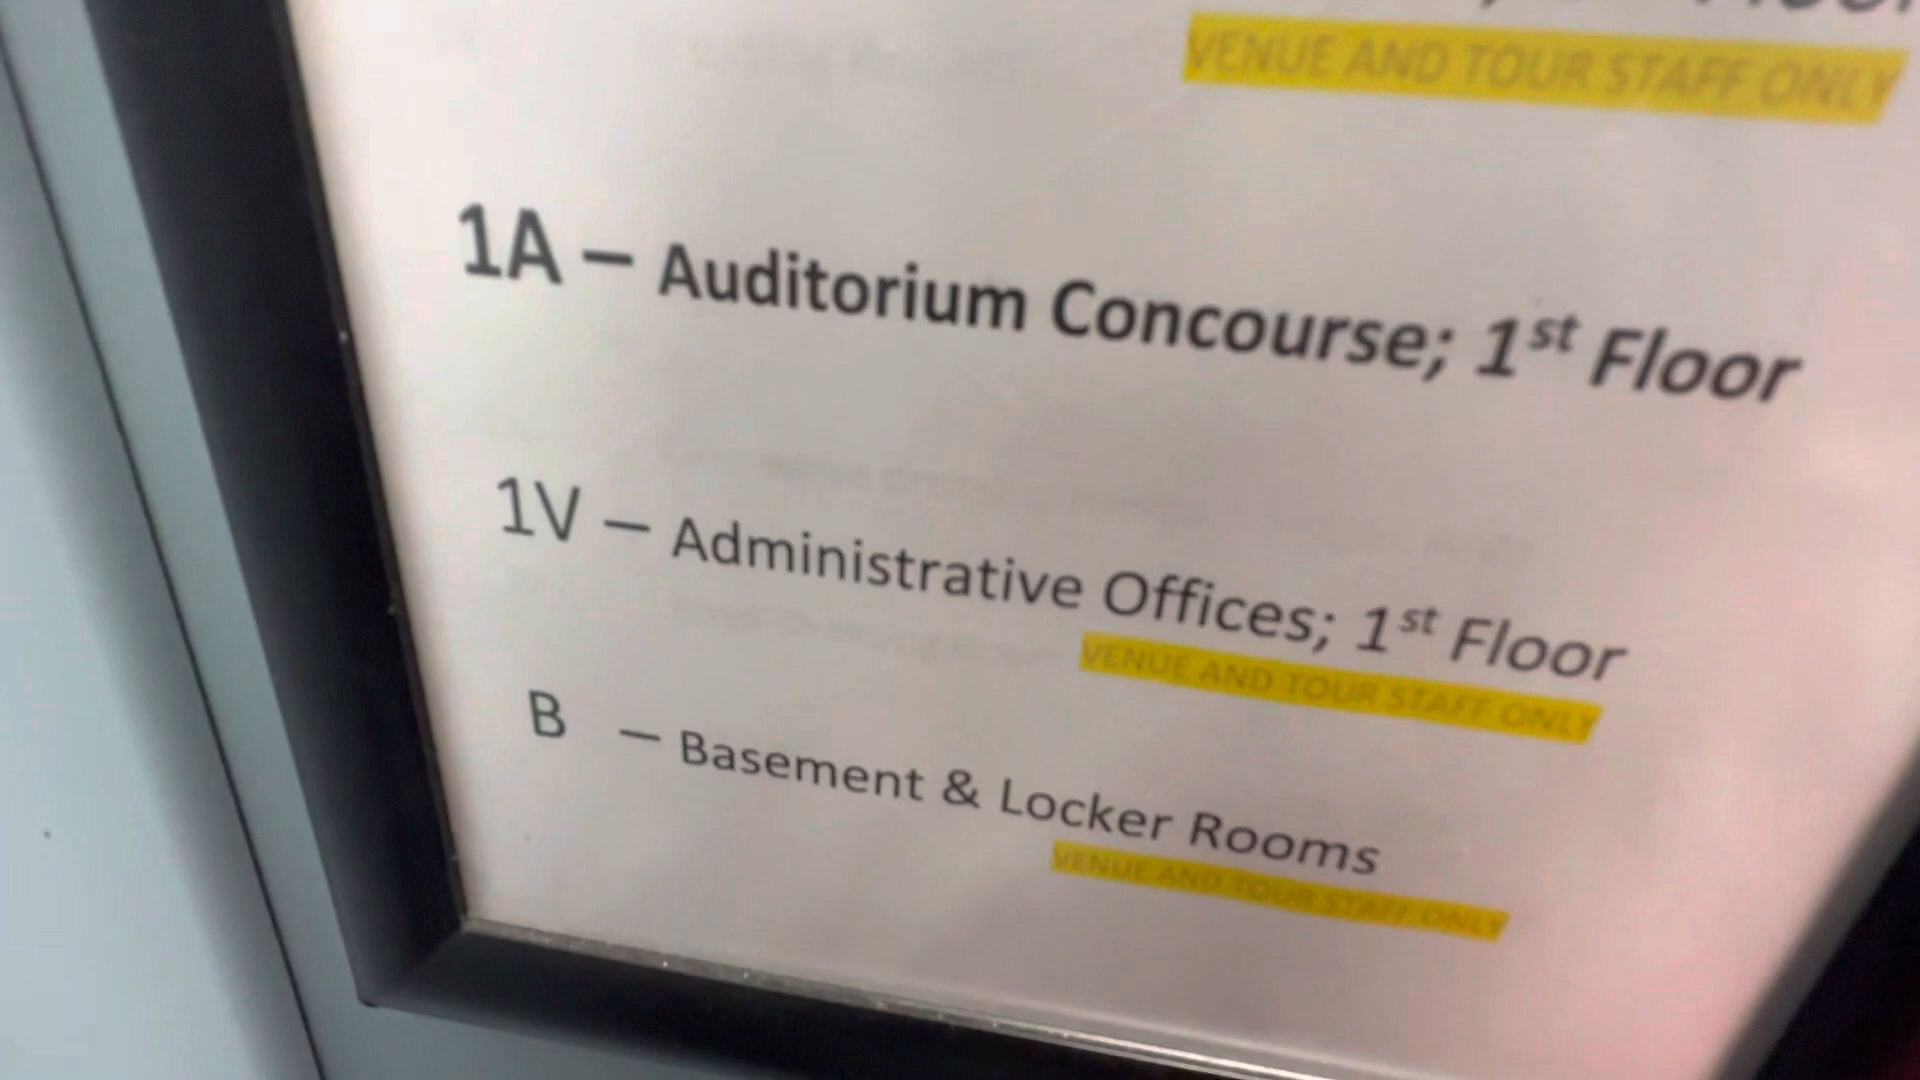 Floor
VENUE AND TOUR STAFF ONLY
1A – Auditorium Concourse; 1st Floor
1V – Administrative Offices; 1st Floor
VENUE AND TOUR STAFF ONLY
B – Basement & Locker Rooms
VENUE AND TOUR STAFF ONLY